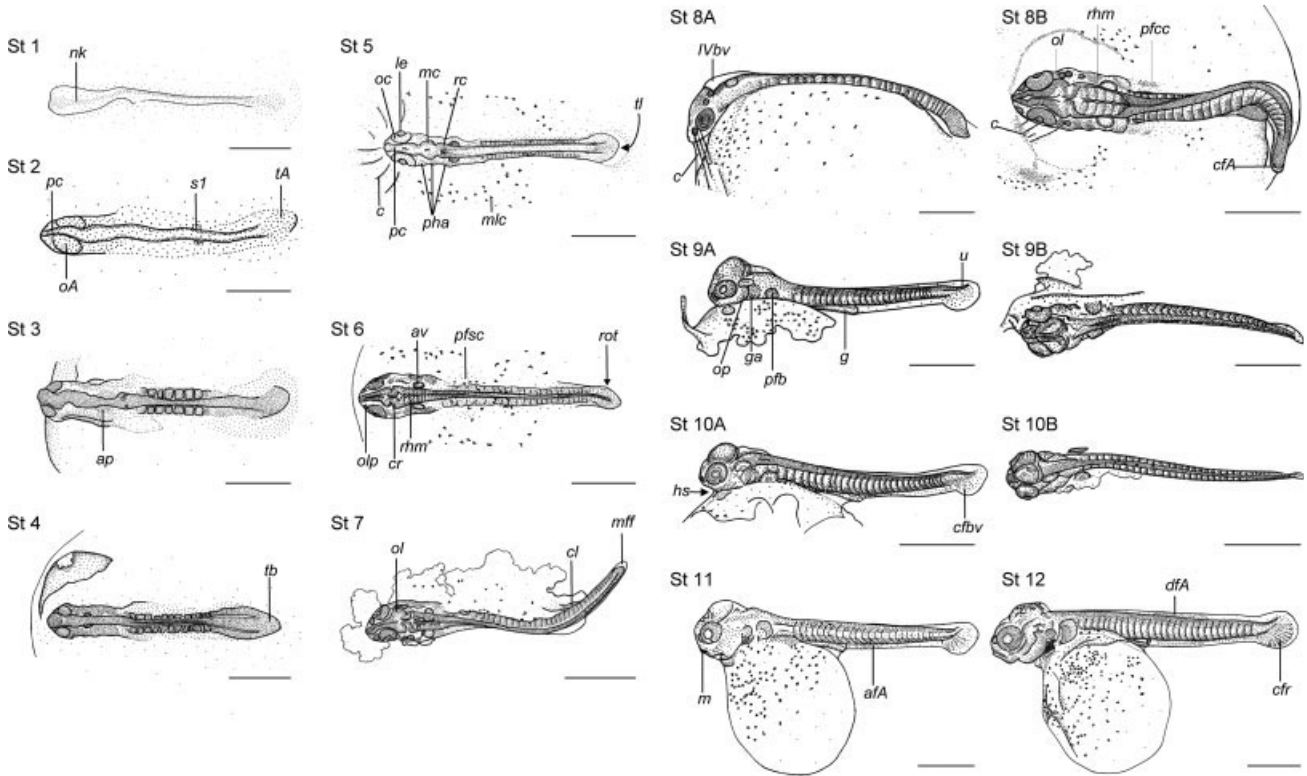 St 1
nk
St 2
pc
s1
tA
oA
St 3
ap
St 4
tb
St 5
oc
le
mc
rc
tl
c
pc
pha
mlc
St 6
av
pfsc
rot
olp
cr
rhm
St 7
ol
cl
mff
St 8A
IVbv
c
St 8B
ol
rhm
pfcc
c
cfA
St 9A
u
op
ga
pfb
g
St 9B
St 10A
hs
cfbv
St 10B
St 11
m
afA
St 12
dfA
cfr